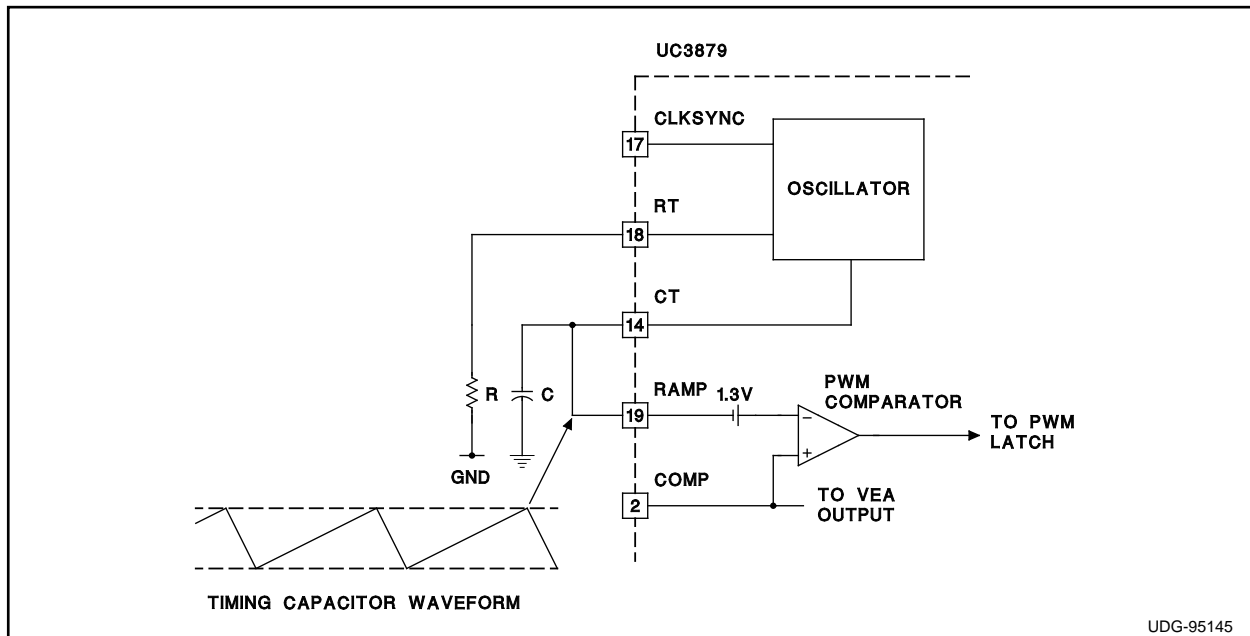 UC3879
CLKSYNC
17
OSCILLATOR
RT
18
CT
14
R
C
RAMP
1.3V
19
PWM
COMPARATOR
−
+
TO PWM
LATCH
GND
COMP
2
TO VEA
OUTPUT
TIMING CAPACITOR WAVEFORM
UDG-95145